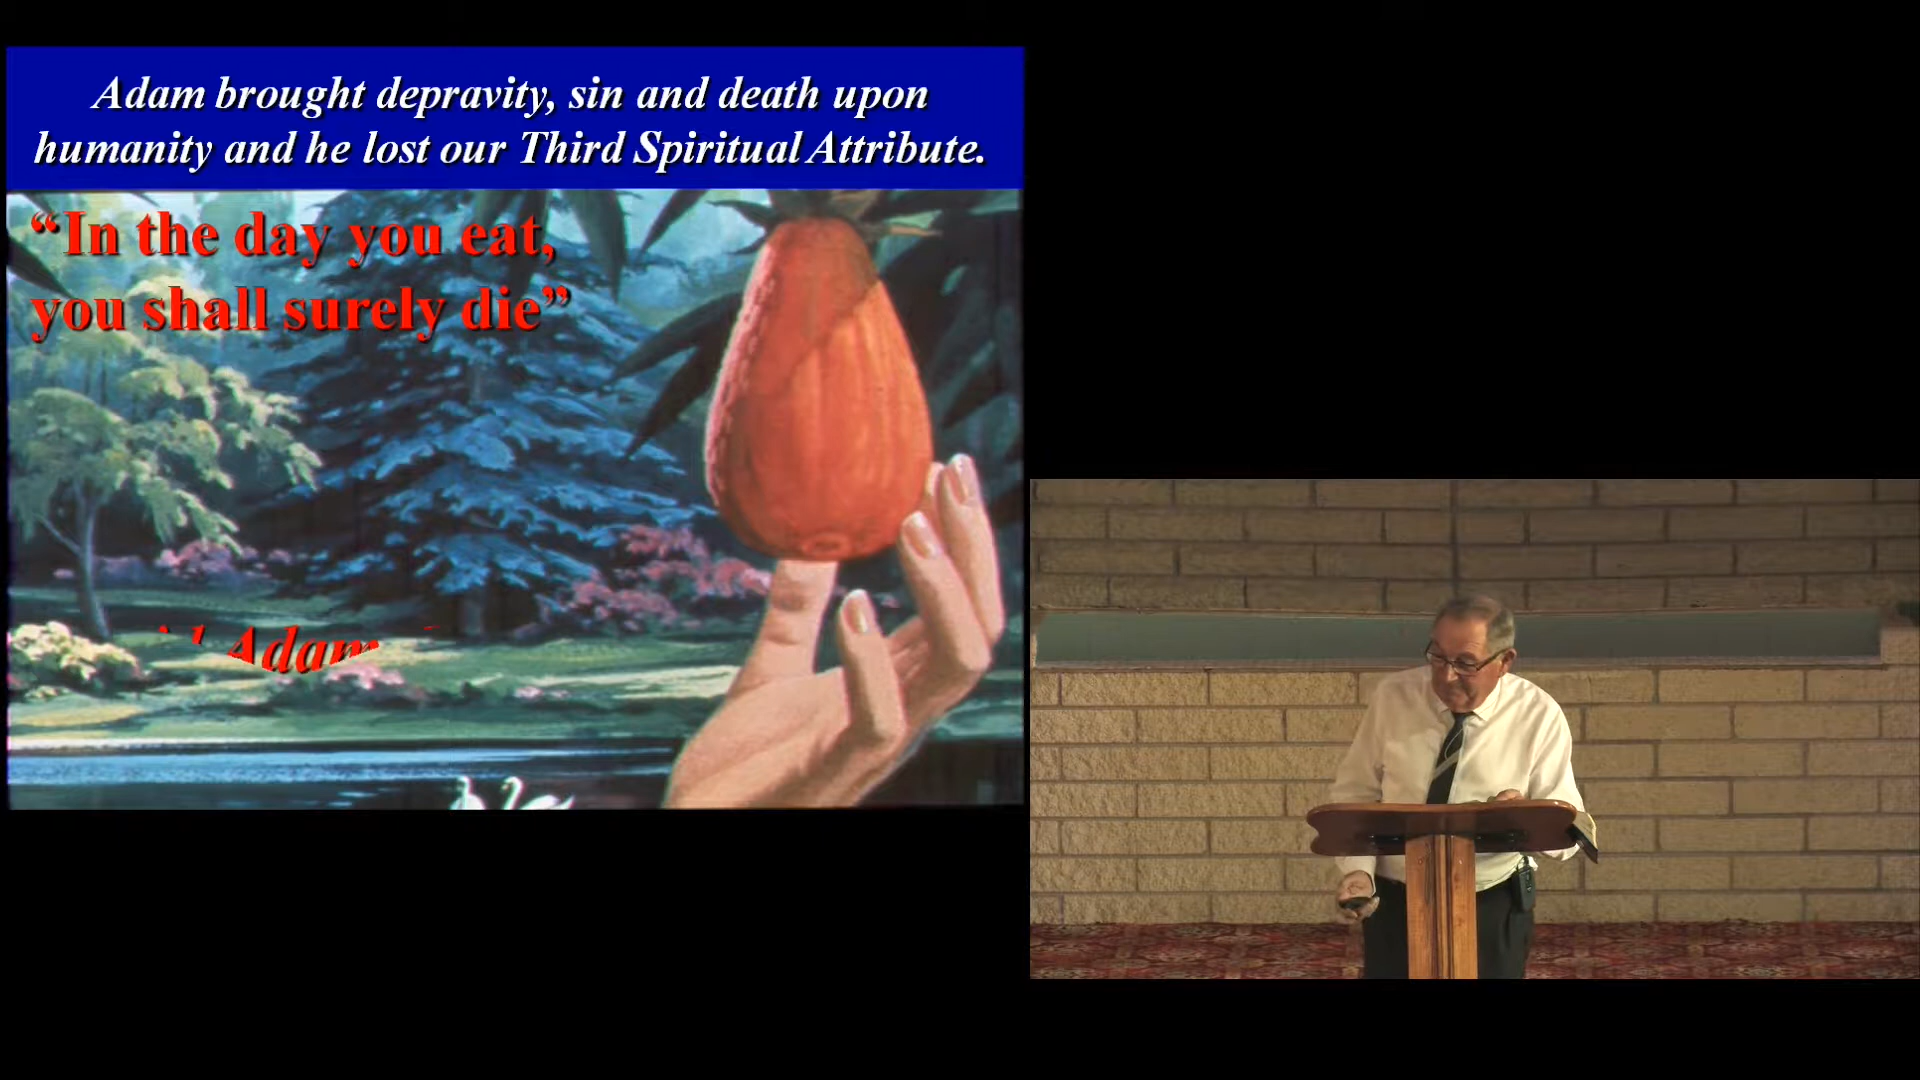 Adam brought depravity, sin and death upon
humanity and he lost our Third Spiritual Attribute.
“In the day you eat,
you shall surely die”
Adam